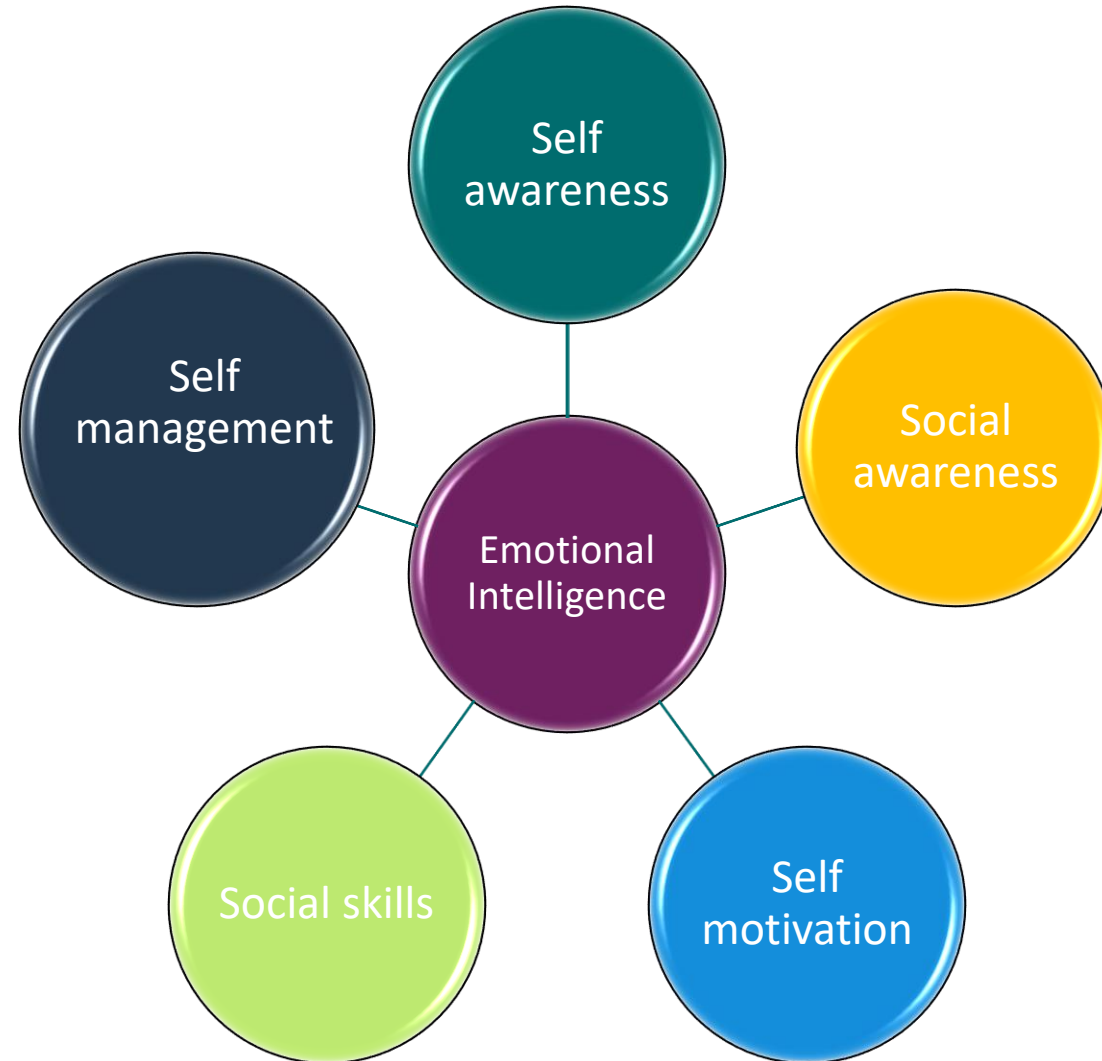 Self
awareness
Self
management
Social
awareness
Emotional
Intelligence
Social skills
Self
motivation